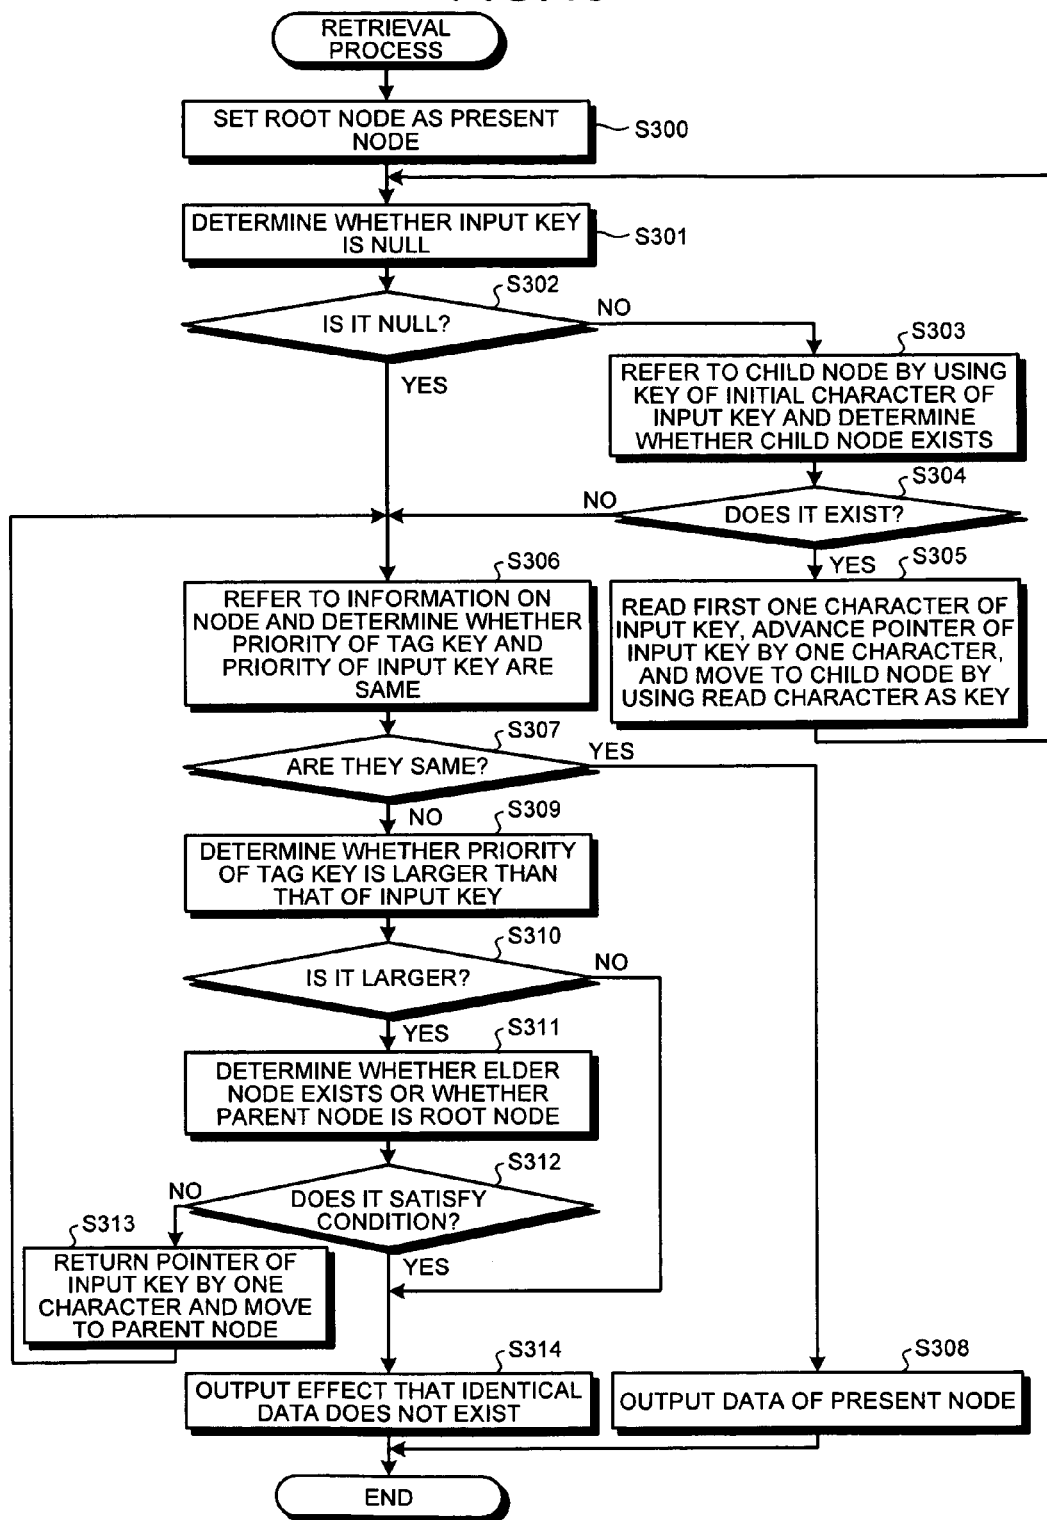 RETRIEVAL
PROCESS
SET ROOT NODE AS PRESENT
NODE
S300
DETERMINE WHETHER INPUT KEY
IS NULL
S301
S302
IS IT NULL?
NO
YES
S303
REFER TO CHILD NODE BY USING
KEY OF INITIAL CHARACTER OF
INPUT KEY AND DETERMINE
WHETHER CHILD NODE EXISTS
S304
DOES IT EXIST?
NO
YES
S305
READ FIRST ONE CHARACTER OF
INPUT KEY, ADVANCE POINTER OF
INPUT KEY BY ONE CHARACTER,
AND MOVE TO CHILD NODE BY
USING READ CHARACTER AS KEY
S306
REFER TO INFORMATION ON
NODE AND DETERMINE WHETHER
PRIORITY OF TAG KEY AND
PRIORITY OF INPUT KEY ARE
SAME
S307
ARE THEY SAME?
YES
NO
S309
DETERMINE WHETHER PRIORITY
OF TAG KEY IS LARGER THAN
THAT OF INPUT KEY
S310
IS IT LARGER?
NO
YES
S311
DETERMINE WHETHER ELDER
NODE EXISTS OR WHETHER
PARENT NODE IS ROOT NODE
S312
DOES IT SATISFY
CONDITION?
NO
YES
S313
RETURN POINTER OF
INPUT KEY BY ONE
CHARACTER AND MOVE
TO PARENT NODE
S314
OUTPUT EFFECT THAT IDENTICAL
DATA DOES NOT EXIST
S308
OUTPUT DATA OF PRESENT NODE
END